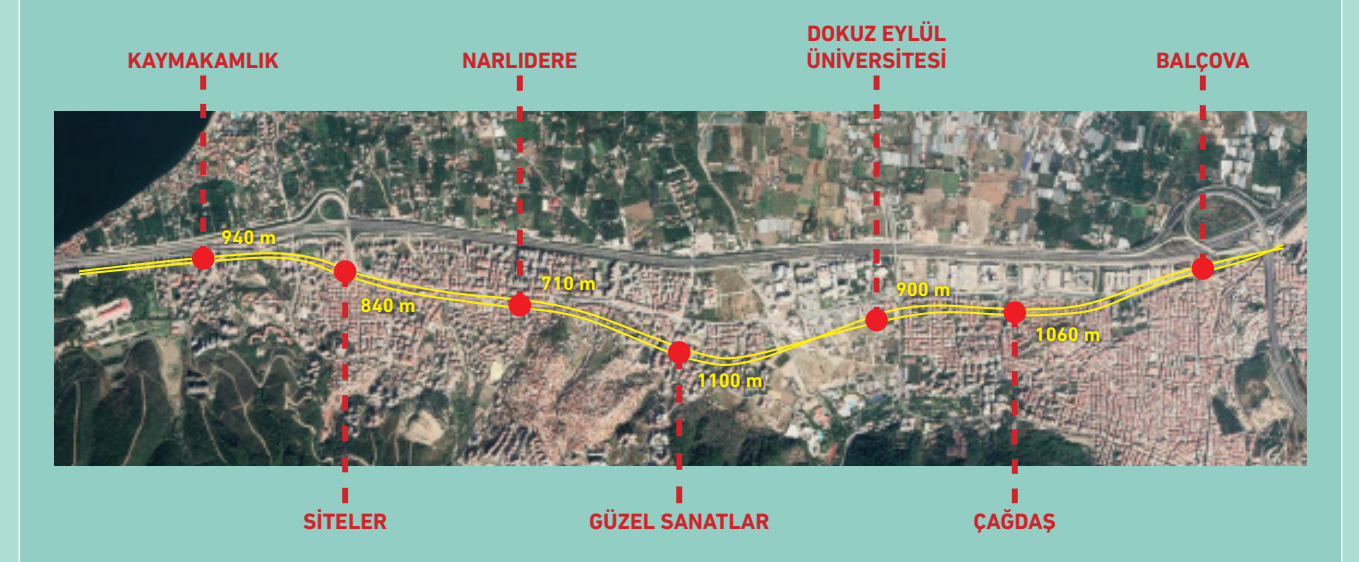 KAYMAKAMLIK
NARLIDERE
DOKUZ EYLÜL
ÜNİVERSİTESİ
BALÇOVA
940 m
840 m
710 m
1100 m
900 m
1060 m
SİTELER
GÜZEL SANATLAR
ÇAĞDAŞ